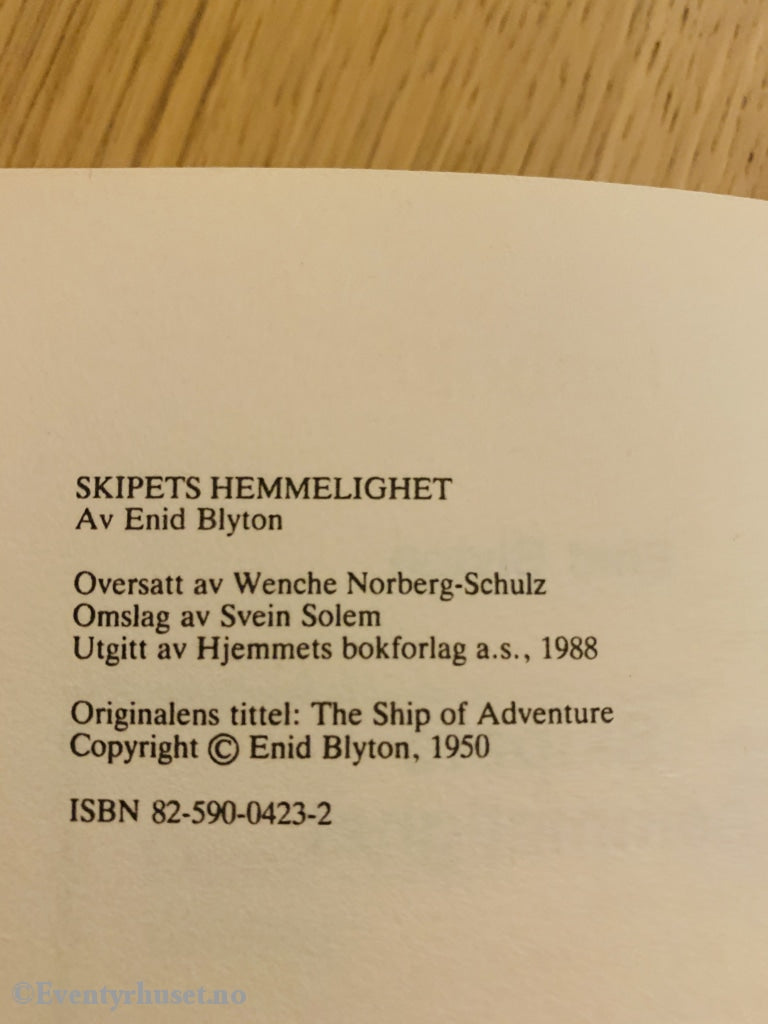 SKIPETS HEMMELIGHET
Av Enid Blyton
Oversatt av Wenche Norberg-Schulz
Omslag av Svein Solem
Utgitt av Hjemmets bokforlag a.s., 1988
Originalens tittel: The Ship of Adventure
Copyright © Enid Blyton, 1950
ISBN 82-590-0423-2
©Eventyrhuset.no